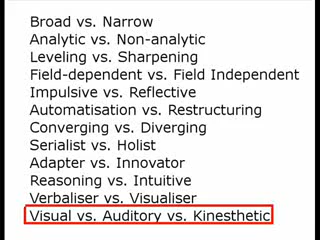 Broad vs. Narrow
Analytic vs. Non-analytic
Leveling vs. Sharpening
Field-dependent vs. Field Independent
Impulsive vs. Reflective
Automatisation vs. Restructuring
Converging vs. Diverging
Serialist vs. Holist
Adapter vs. Innovator
Reasoning vs. Intuitive
Verbaliser vs. Visualiser
Visual vs. Auditory vs. Kinesthetic